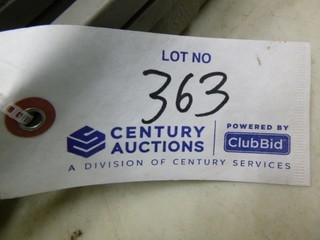 LOT NO
363
CENTURY AUCTIONS
POWERED BY
ClubBid
A DIVISION OF CENTURY SERVICES